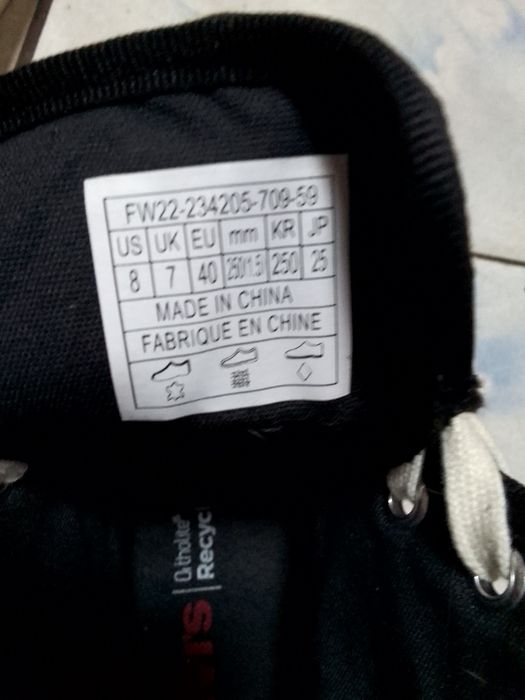 FW22-234205-709-59
US UK EU mm KR JP
8 7 40 250(1.5) 250 25
MADE IN CHINA
FABRIQUE EN CHINE
Ortholite®